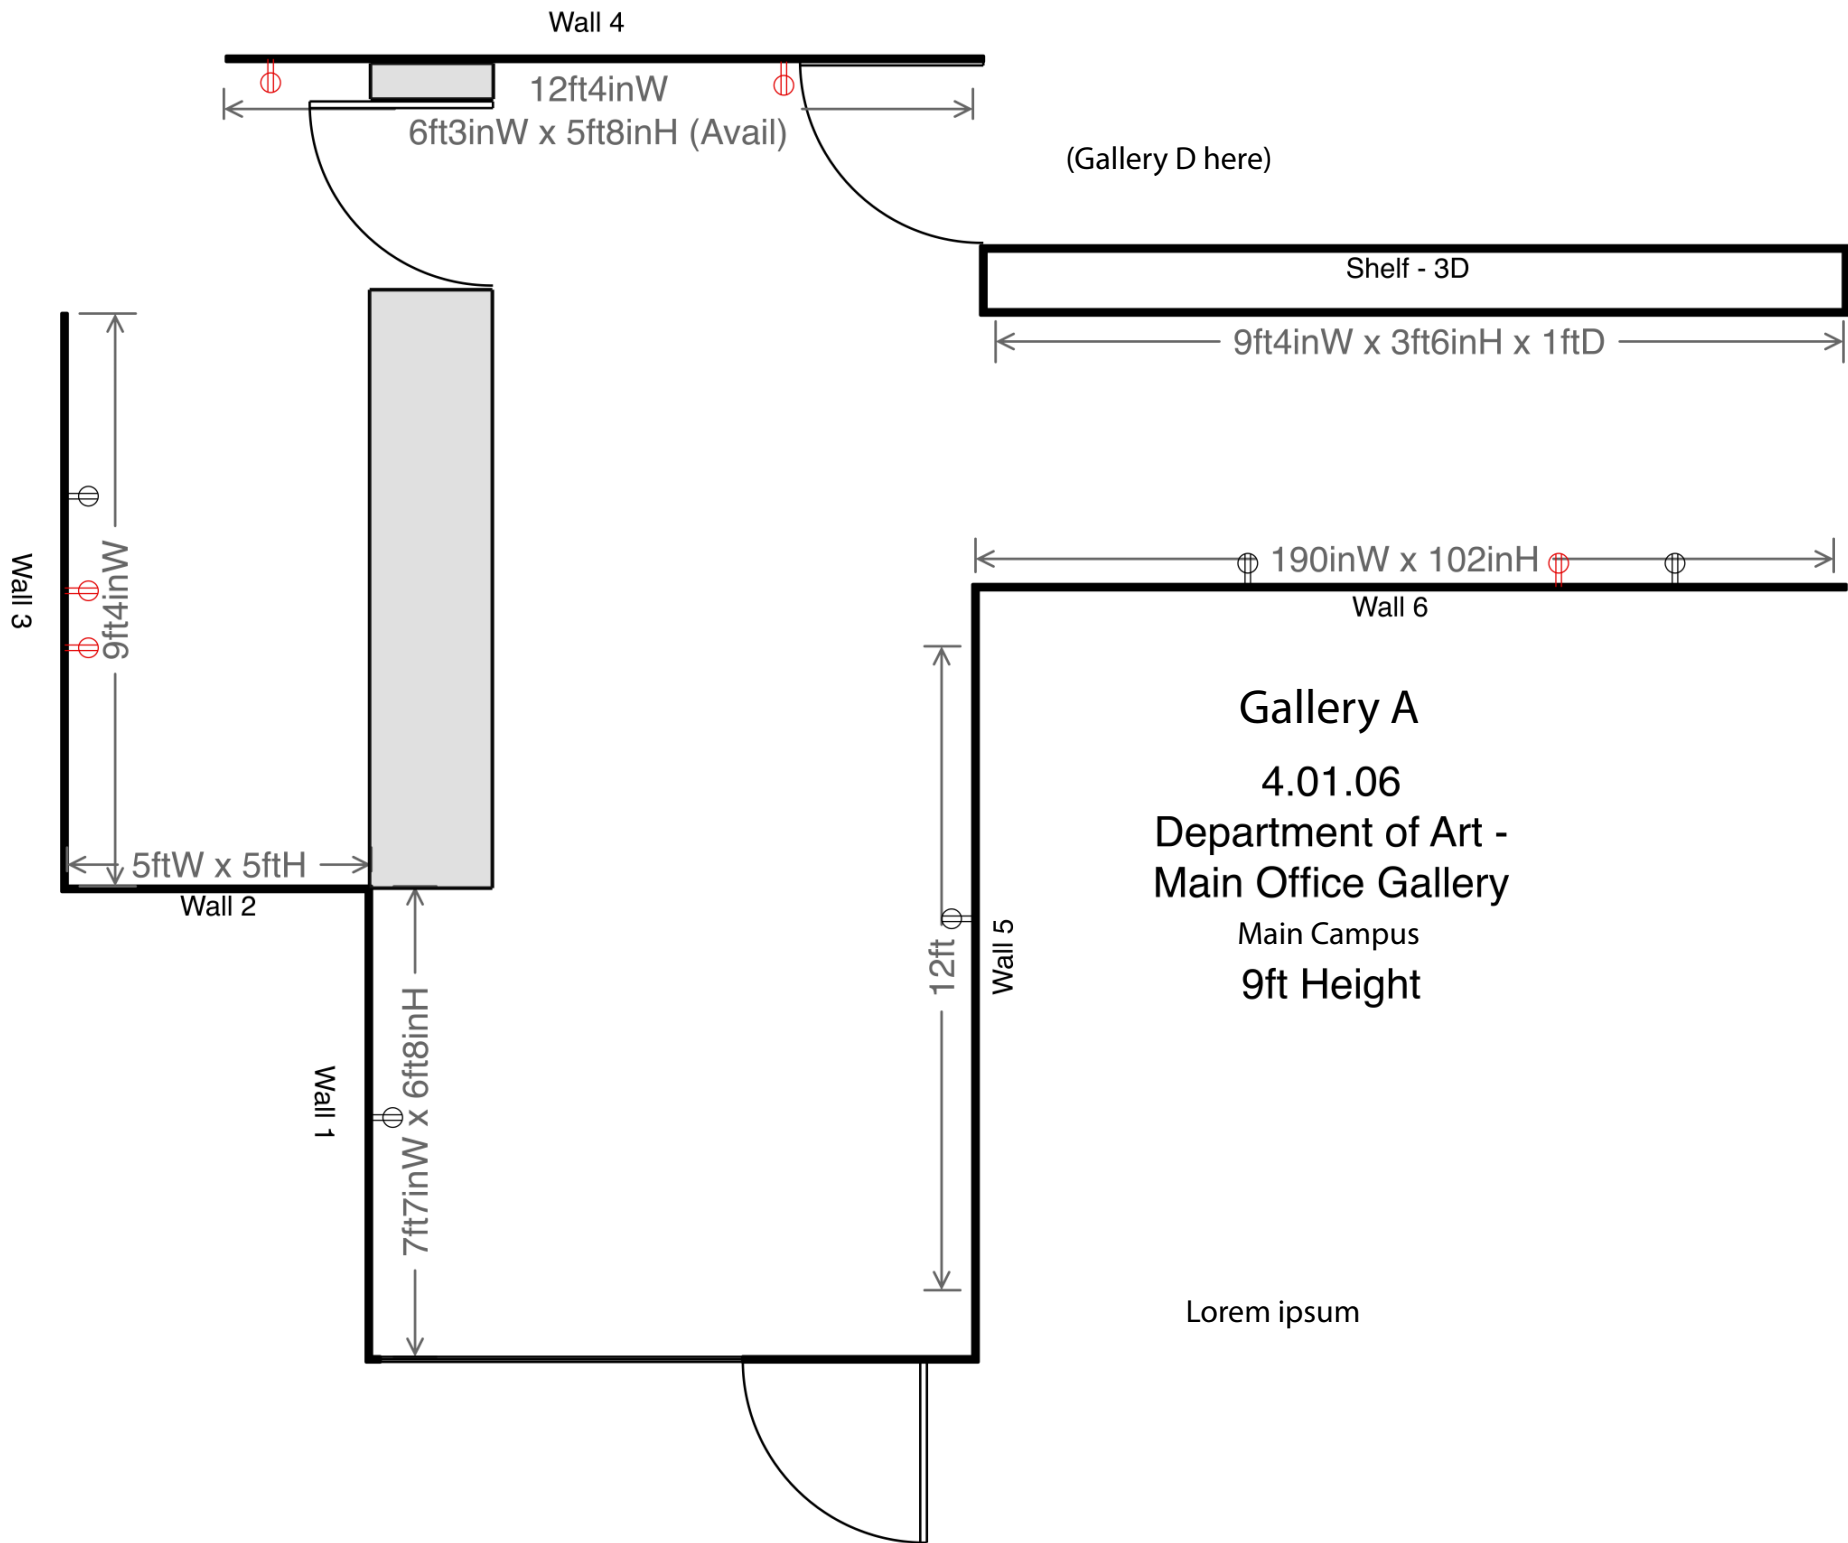 Wall 4
12ft4inW
6ft3inW x 5ft8inH (Avail)
(Gallery D here)
Shelf - 3D
9ft4inW x 3ft6inH x 1ftD
Wall 3
9ft4inW
190inW x 102inH
Wall 6
Gallery A
4.01.06
Department of Art -
Main Office Gallery
Main Campus
9ft Height
5ftW x 5ftH
Wall 2
12ft
Wall 5
Wall 1
7ft7inW x 6ft8inH
Lorem ipsum